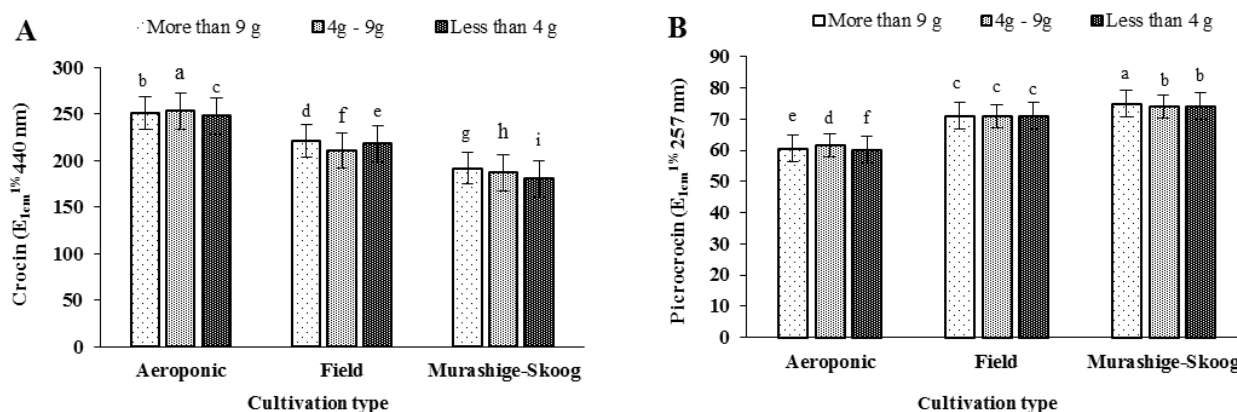 A
More than 9 g 4g - 9g Less than 4 g
Crocin (E1cm1% 440 nm)
300
250
200
150
100
50
0
b a c
d f e
g h i
Aeroponic Field Murashige-Skoog
Cultivation type
B
More than 9 g 4g - 9g Less than 4 g
Picrocrocin (E1cm1% 257 nm)
90
80
70
60
50
40
30
20
10
0
e d f
c c c
a b b
Aeroponic Field Murashige-Skoog
Cultivation type